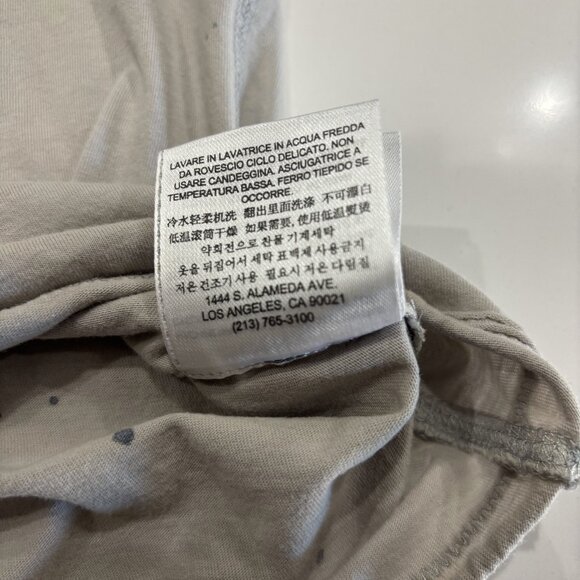 LAVARE IN LAVATRICE IN ACQUA FREDDA
DA ROVESCIO CICLO DELICATO. NON
USARE CANDEGGINA. ASCIUGATRICE A
TEMPERATURA BASSA. FERRO TIEPIDO SE
OCCORRE.
冷水轻柔机洗 翻出里面洗涤 不可漂白
低温滚筒干燥 如果需要, 使用低温熨烫
약회전으로 찬물 기계세탁
옷을 뒤집어서 세탁 표백제 사용금지
저온 건조기 사용 필요시 저온 다림질
1444 S. ALAMEDA AVE.
LOS ANGELES, CA 90021
(213) 765-3100